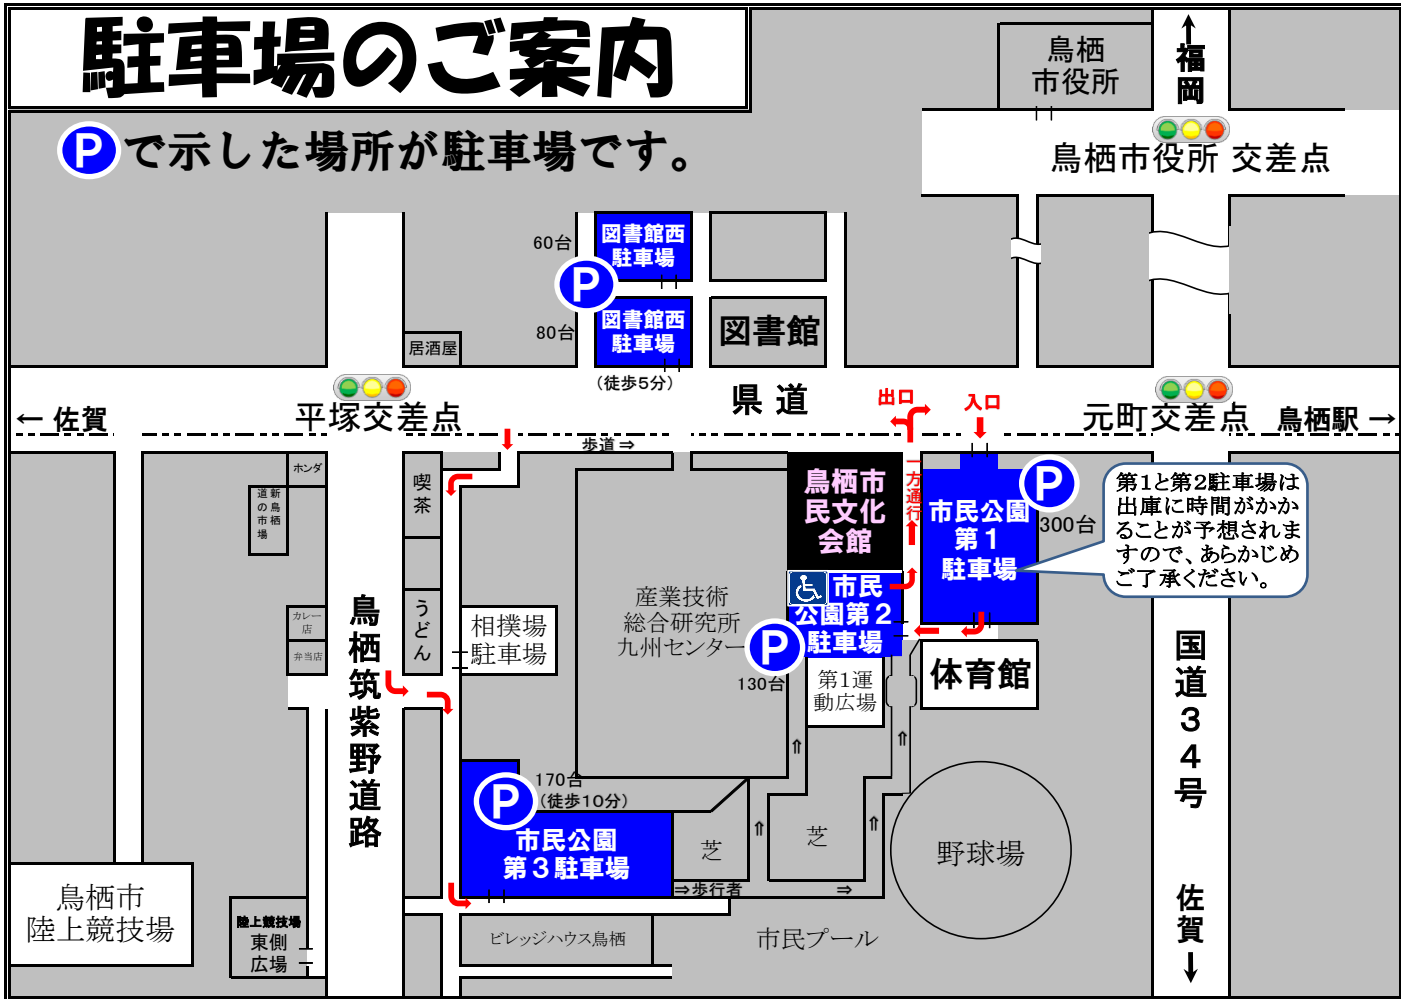 駐車場のご案内
Pで示した場所が駐車場です。
鳥栖
市役所
↑
福岡
鳥栖市役所 交差点
60台
図書館西
駐車場
P
80台
図書館西
駐車場
(徒歩5分)
図書館
居酒屋
県道
出口
入口
← 佐賀
平塚交差点
元町交差点
鳥栖駅 →
歩道⇒
ホンダ
新鳥栖
道の市場
喫茶
うどん
カレー
店
弁当店
鳥栖筑紫野道路
相撲場
駐車場
産業技術
総合研究所
九州センター
鳥栖市
民文化
会館
一方通行
市民公園
第1
駐車場
P
300台
第1と第2駐車場は
出庫に時間がかか
ることが予想されま
すので、あらかじめ
ご了承ください。
市民
公園第2
駐車場
P
130台
第1運
動広場
体育館
国道34号
佐賀
↓
170台
(徒歩10分)
P
市民公園
第3駐車場
芝
芝
⇒歩行者
⇒
⇑
⇑
⇑
⇑
野球場
市民プール
ビレッジハウス鳥栖
鳥栖市
陸上競技場
陸上競技場
東側
広場